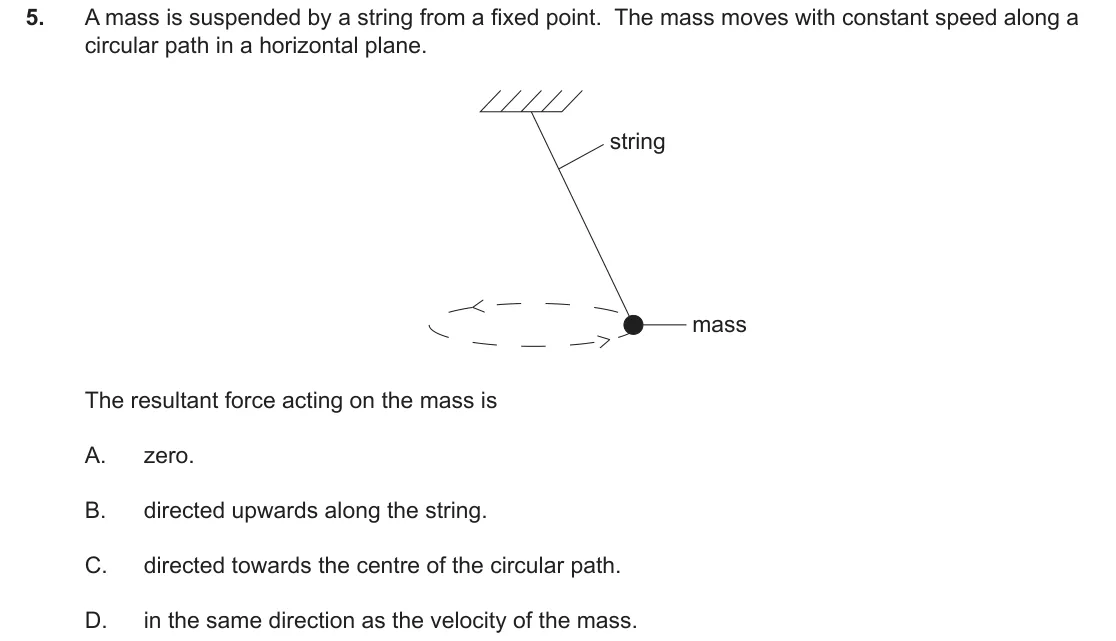 5. A mass is suspended by a string from a fixed point. The mass moves with constant speed along a
circular path in a horizontal plane.
string
mass
The resultant force acting on the mass is
A. zero.
B. directed upwards along the string.
C. directed towards the centre of the circular path.
D. in the same direction as the velocity of the mass.